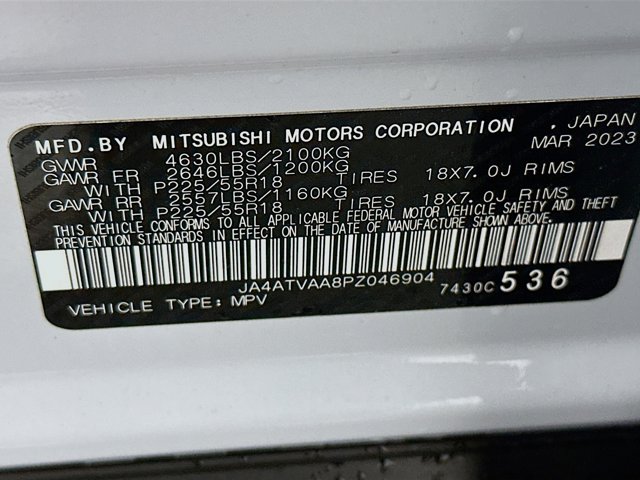 MFD.BY MITSUBISHI MOTORS CORPORATION , JAPAN
MAR 2023
GVWR 4630LBS/2100KG
GAWR FR 2646LBS/1200KG
WITH P225/55R18 TIRES 18X7.0J RIMS
GAWR RR 2557LBS/1160KG
WITH P225/55R18 TIRES 18X7.0J RIMS
THIS VEHICLE CONFORMS TO ALL APPLICABLE FEDERAL MOTOR VEHICLE SAFETY AND THEFT
PREVENTION STANDARDS IN EFFECT ON THE DATE OF MANUFACTURE SHOWN ABOVE.
JA4ATVAA8PZ046904
7430C 536
VEHICLE TYPE: MPV